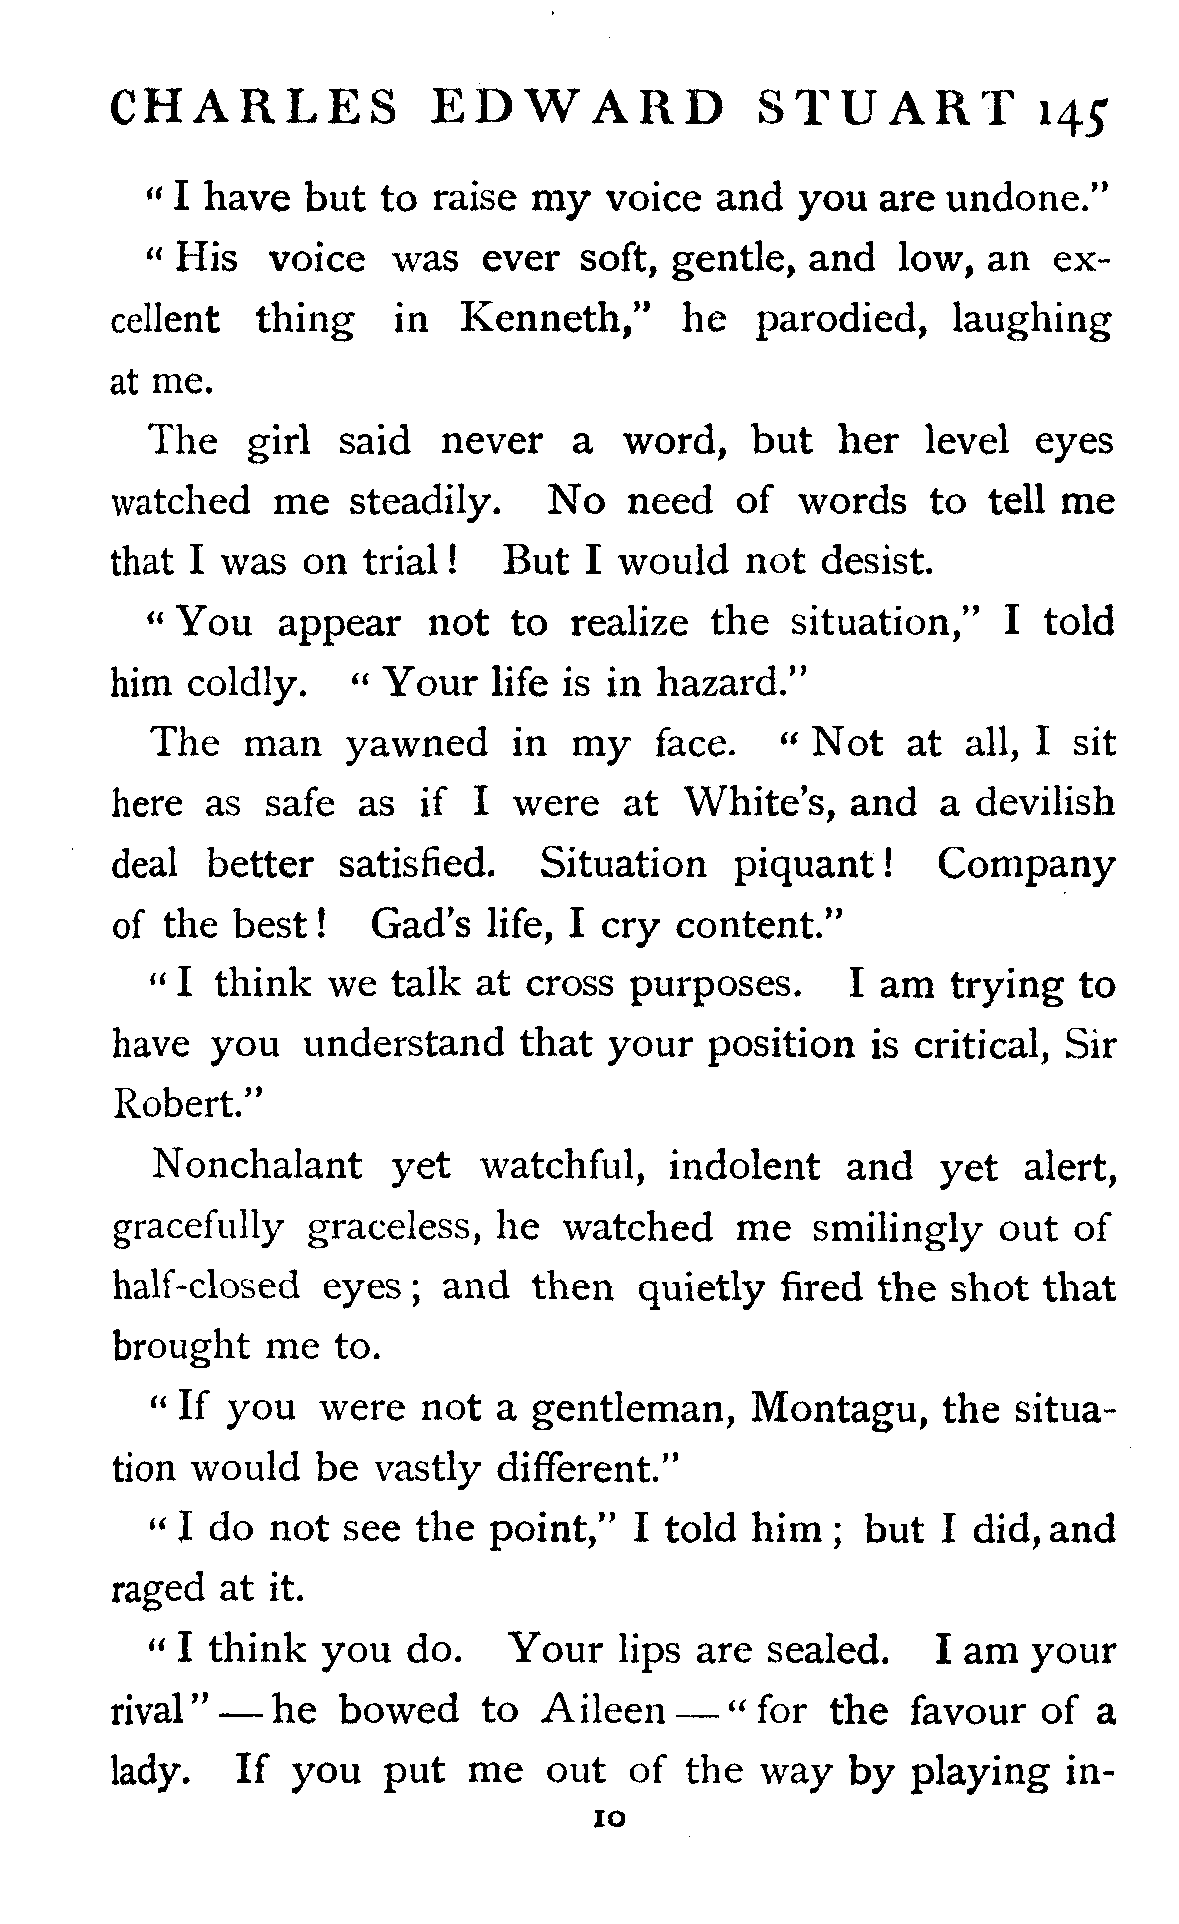 CHARLES EDWARD STUART 145
“ I have but to raise my voice and you are undone.”
“ His voice was ever soft, gentle, and low, an ex-
cellent thing in Kenneth,” he parodied, laughing
at me.
The girl said never a word, but her level eyes
watched me steadily. No need of words to tell me
that I was on trial ! But I would not desist.
“ You appear not to realize the situation,” I told
him coldly. “ Your life is in hazard.”
The man yawned in my face. “ Not at all, I sit
here as safe as if I were at White's, and a devilish
deal better satisfied. Situation piquant ! Company
of the best ! Gad's life, I cry content.”
“ I think we talk at cross purposes. I am trying to
have you understand that your position is critical, Sir
Robert.”
Nonchalant yet watchful, indolent and yet alert,
gracefully graceless, he watched me smilingly out of
half-closed eyes ; and then quietly fired the shot that
brought me to.
“ If you were not a gentleman, Montagu, the situa-
tion would be vastly different.”
“ I do not see the point,” I told him ; but I did, and
raged at it.
“ I think you do. Your lips are sealed. I am your
rival ” — he bowed to Aileen — “ for the favour of a
lady. If you put me out of the way by playing in-
10